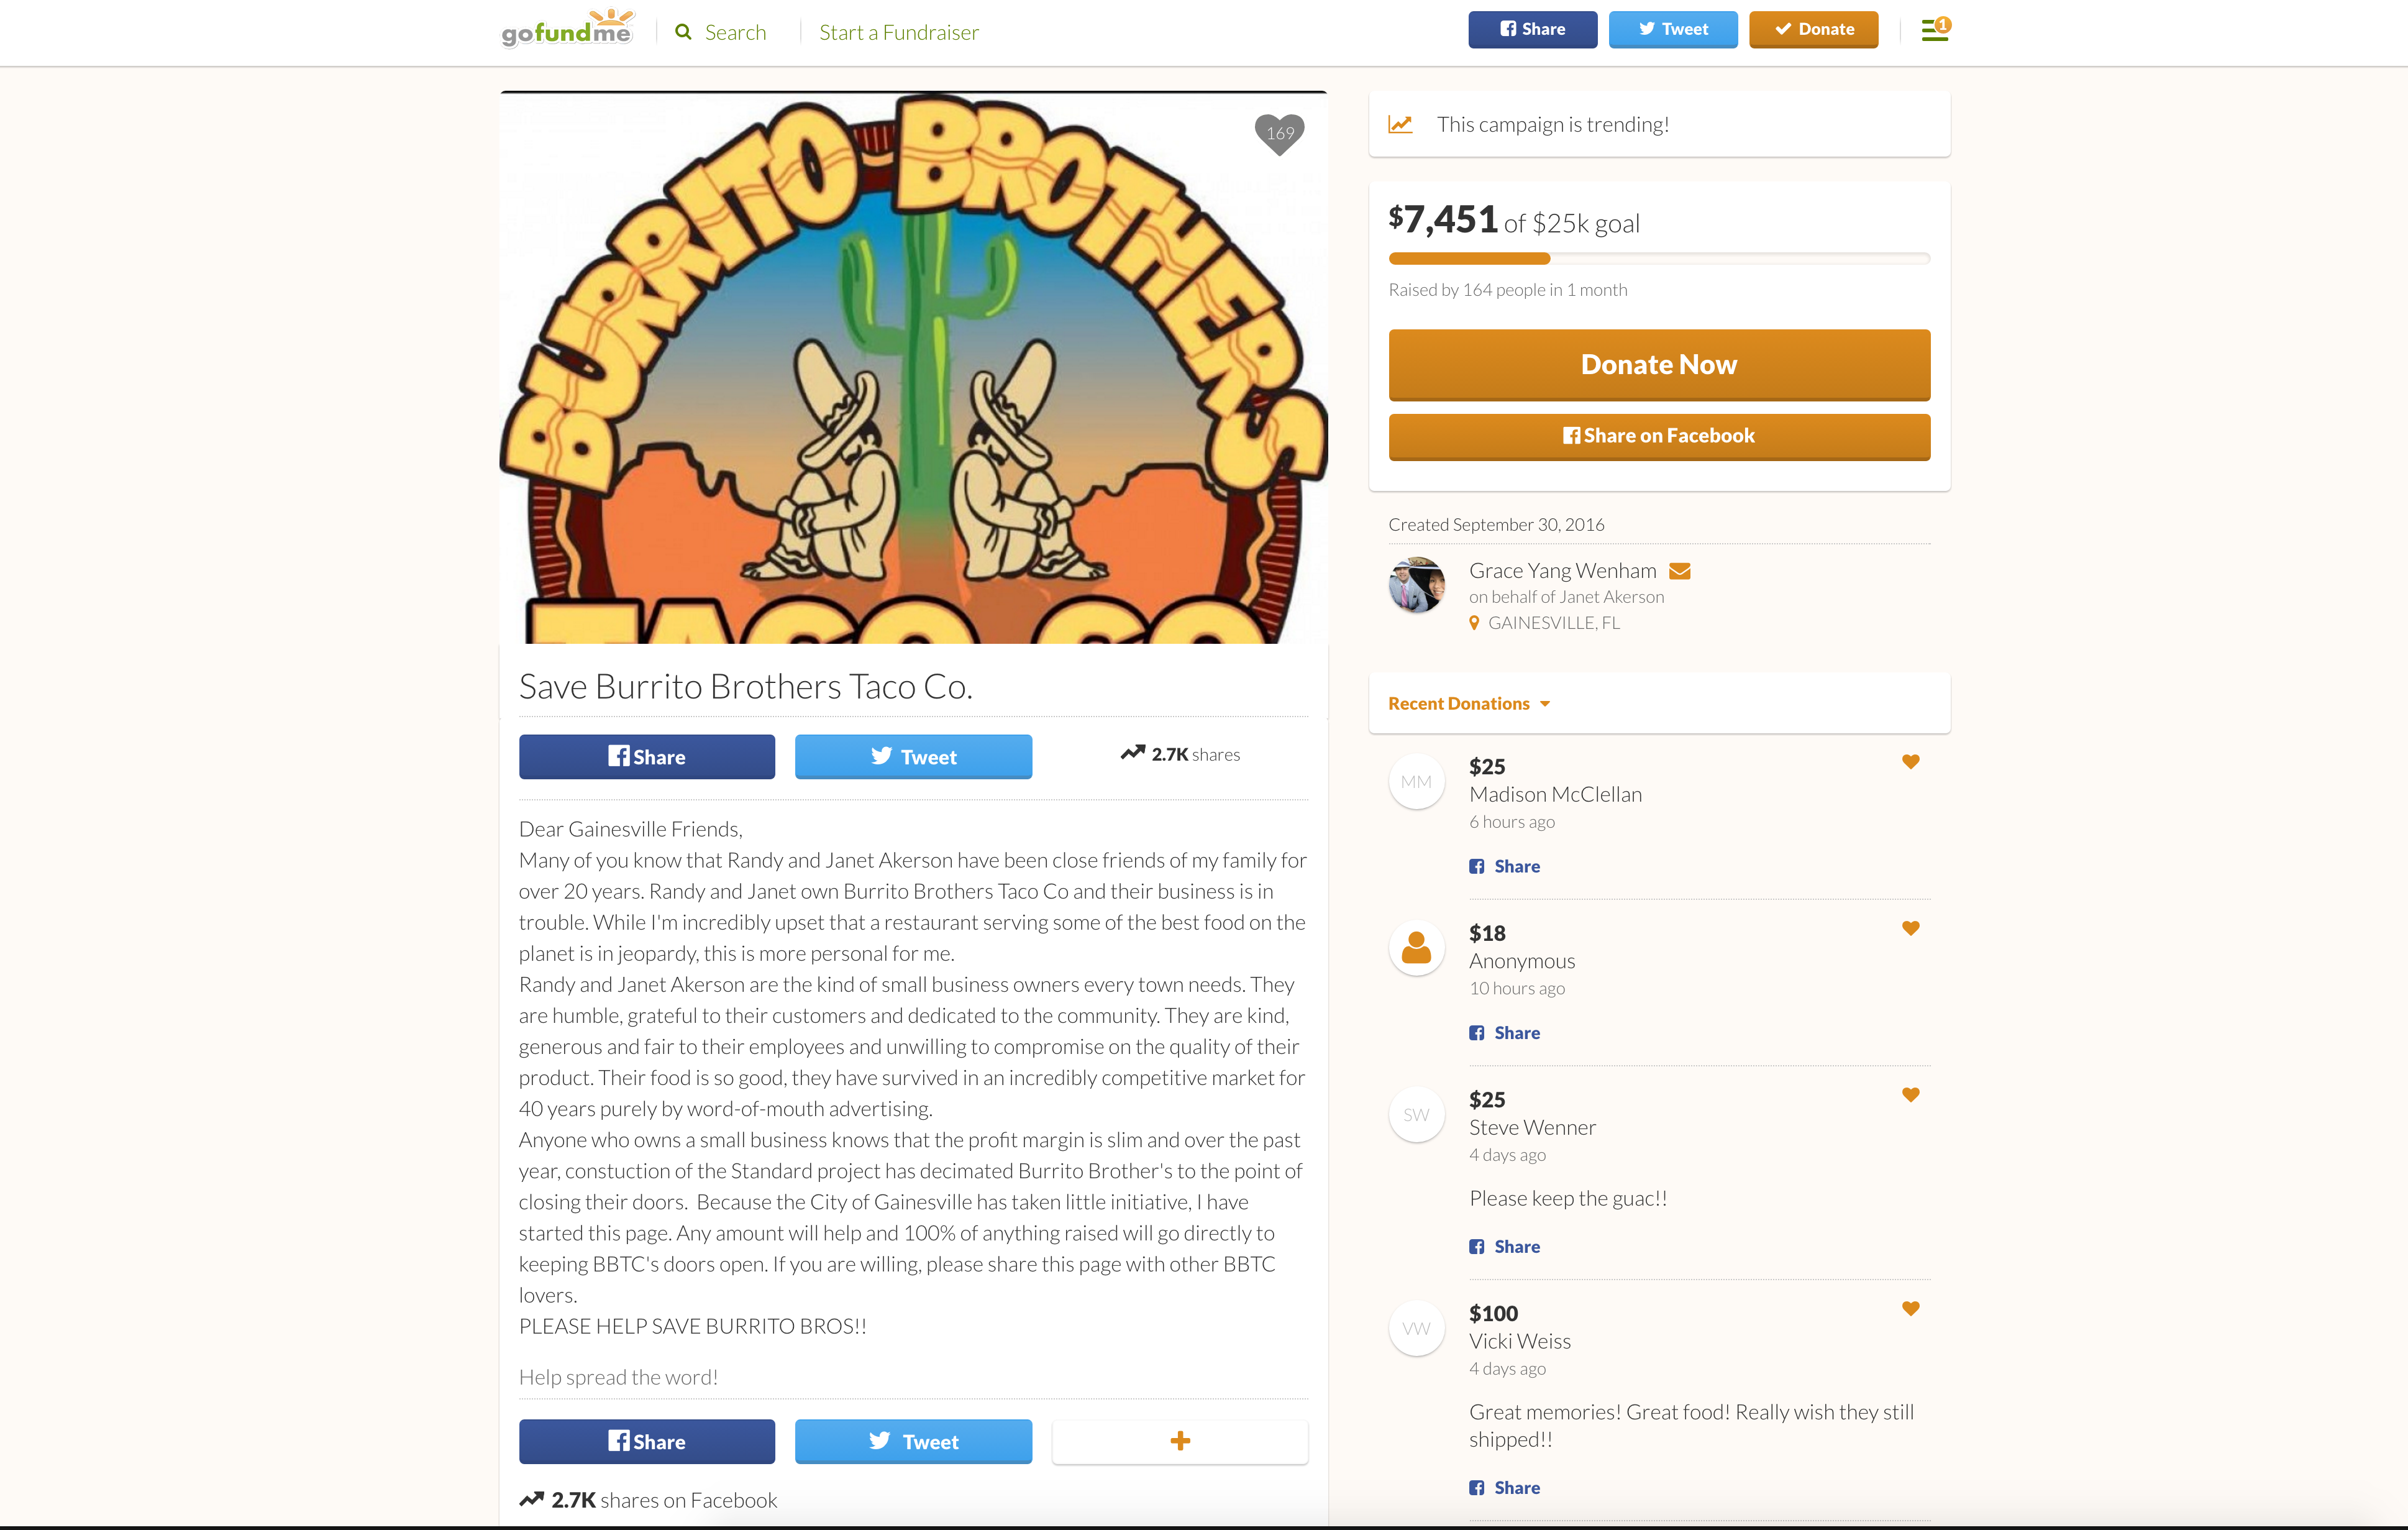 gofundme
Search
Start a Fundraiser
Share
Tweet
Donate
1
BURRITO BROTHERS
TACO CO
169
Save Burrito Brothers Taco Co.
Share
Tweet
2.7K shares
Dear Gainesville Friends,
Many of you know that Randy and Janet Akerson have been close friends of my family for
over 20 years. Randy and Janet own Burrito Brothers Taco Co and their business is in
trouble. While I'm incredibly upset that a restaurant serving some of the best food on the
planet is in jeopardy, this is more personal for me.
Randy and Janet Akerson are the kind of small business owners every town needs. They
are humble, grateful to their customers and dedicated to the community. They are kind,
generous and fair to their employees and unwilling to compromise on the quality of their
product. Their food is so good, they have survived in an incredibly competitive market for
40 years purely by word-of-mouth advertising.
Anyone who owns a small business knows that the profit margin is slim and over the past
year, constuction of the Standard project has decimated Burrito Brother's to the point of
closing their doors.  Because the City of Gainesville has taken little initiative, I have
started this page. Any amount will help and 100% of anything raised will go directly to
keeping BBTC's doors open. If you are willing, please share this page with other BBTC
lovers.
PLEASE HELP SAVE BURRITO BROS!!
Help spread the word!
Share
Tweet
+
2.7K shares on Facebook
This campaign is trending!
$7,451 of $25k goal
Raised by 164 people in 1 month
Donate Now
Share on Facebook
Created September 30, 2016
Grace Yang Wenham
on behalf of Janet Akerson
GAINESVILLE, FL
Recent Donations
MM
$25
Madison McClellan
6 hours ago
Share
$18
Anonymous
10 hours ago
Share
SW
$25
Steve Wenner
4 days ago
Please keep the guac!!
Share
VW
$100
Vicki Weiss
4 days ago
Great memories! Great food! Really wish they still
shipped!!
Share